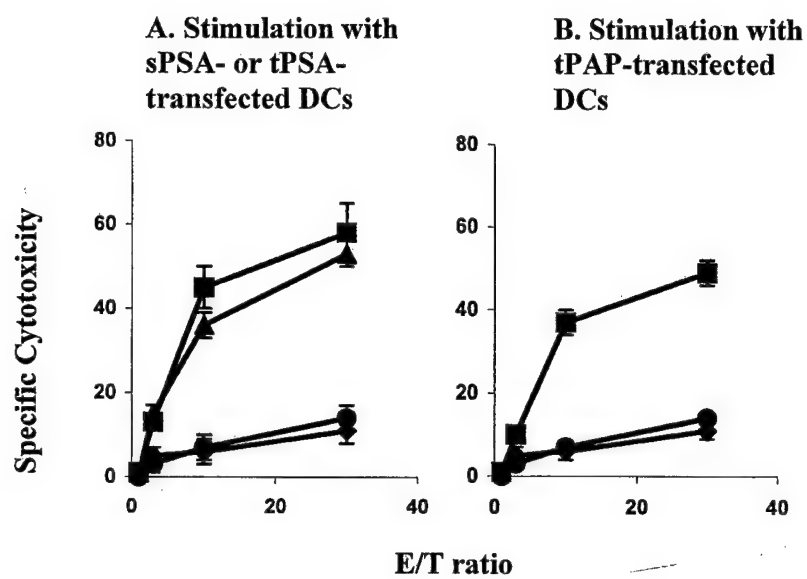 A. Stimulation with
sPSA- or tPSA-
transfected DCs
B. Stimulation with
tPAP-transfected
DCs
Specific Cytotoxicity
80
60
40
20
0
0
20
40
80
60
40
20
0
0
20
40
E/T ratio